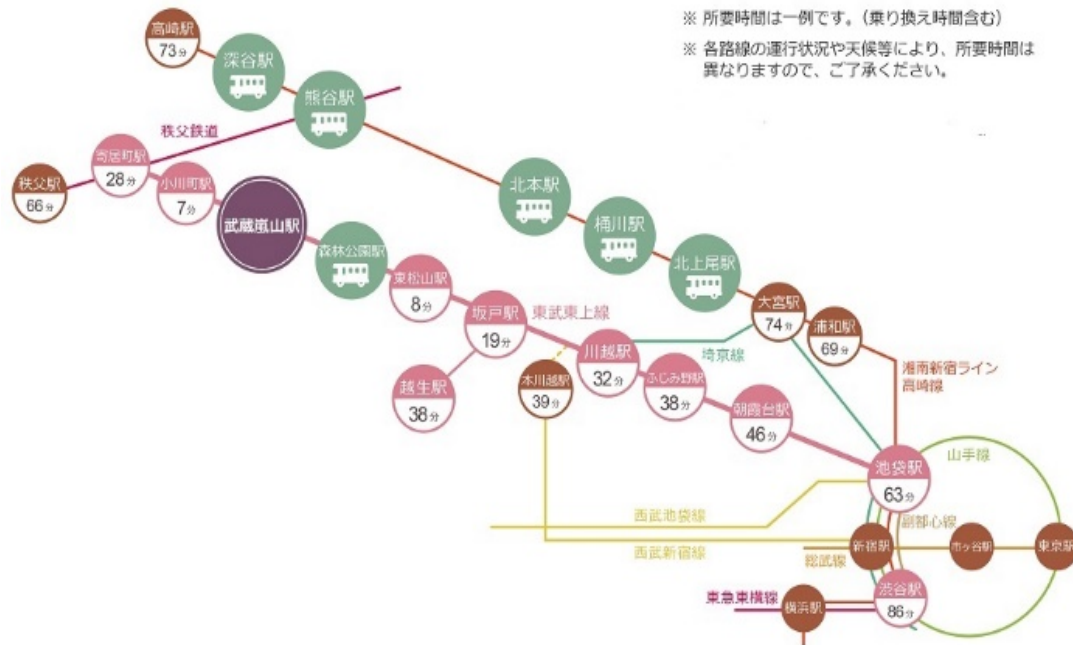 ※ 所要時間は一例です。(乗り換え時間含む)
※ 各路線の運行状況や天候等により、所要時間は
異なりますので、ご了承ください。
高崎駅
73分
深谷駅
熊谷駅
秩父鉄道
寄居町駅
28分
秩父駅
66分
小川町駅
7分
武蔵嵐山駅
森林公園駅
北本駅
桶川駅
北上尾駅
東松山駅
8分
坂戸駅
19分
東武東上線
大宮駅
74分
浦和駅
69分
川越駅
32分
埼京線
湘南新宿ライン
高崎線
越生駅
38分
本川越駅
39分
ふじみ野駅
38分
朝霞台駅
46分
池袋駅
63分
山手線
西武池袋線
副都心線
西武新宿線
総武線
新宿駅
市ヶ谷駅
東京駅
東急東横線
横浜駅
渋谷駅
86分